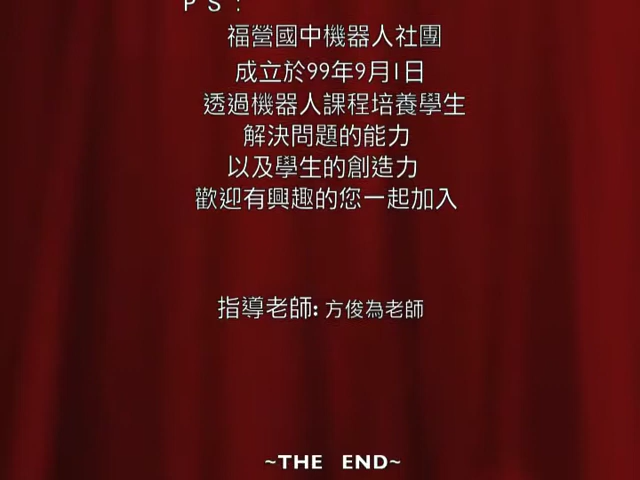 PS:
福營國中機器人社團
成立於99年9月1日
透過機器人課程培養學生
解決問題的能力
以及學生的創造力
歡迎有興趣的您一起加入
指導老師: 方俊為老師
~THE END~